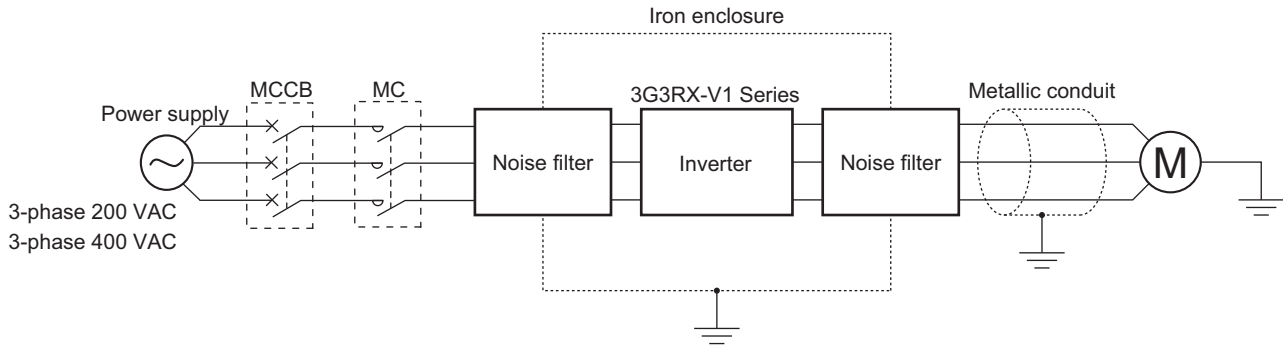 Iron enclosure
MCCB
MC
3G3RX-V1 Series
Metallic conduit
Power supply
Noise filter
Inverter
Noise filter
M
3-phase 200 VAC
3-phase 400 VAC